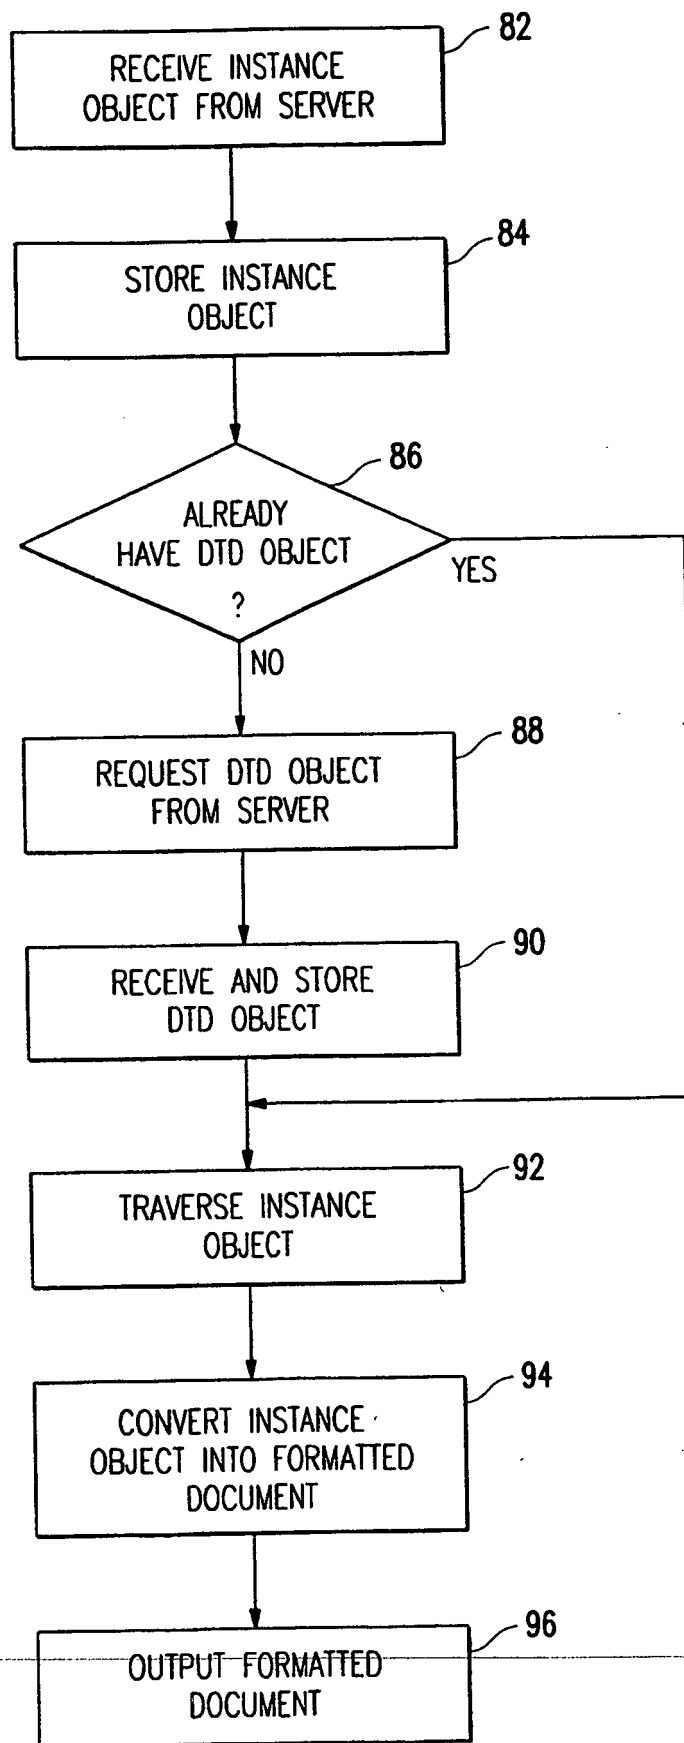 82
RECEIVE INSTANCE
OBJECT FROM SERVER
84
STORE INSTANCE
OBJECT
86
ALREADY
HAVE DTD OBJECT
?
YES
NO
88
REQUEST DTD OBJECT
FROM SERVER
90
RECEIVE AND STORE
DTD OBJECT
92
TRAVERSE INSTANCE
OBJECT
94
CONVERT INSTANCE
OBJECT INTO FORMATTED
DOCUMENT
96
OUTPUT FORMATTED
DOCUMENT